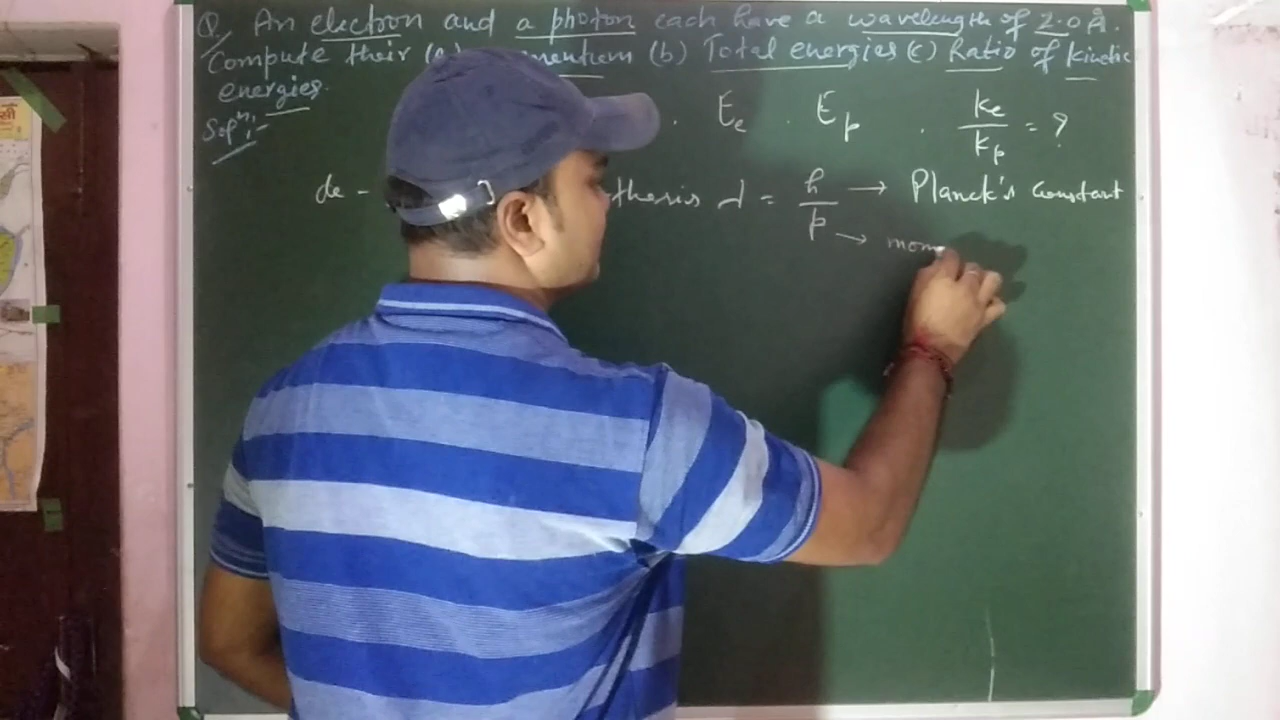 Q. An electron and a photon each have a wavelength of 2.0 Å.
Compute their (a) mentum (b) Total energies (c) Ratio of kinetic
energies.
Solⁿ:- . Ee . Ep . Ke/Kp = ?
de - thesis λ = h/p → Planck's Constant
→ mom